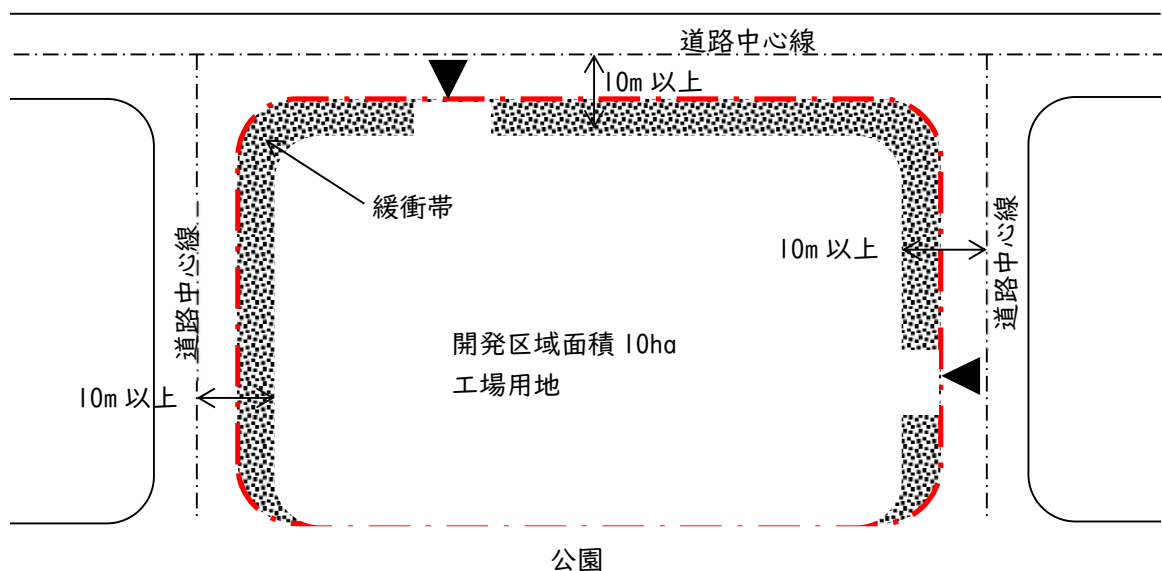 道路中心線
10m 以上
緩衝帯
10m 以上
道路中心線
道路中心線
開発区域面積 10ha
工場用地
10m 以上
公園